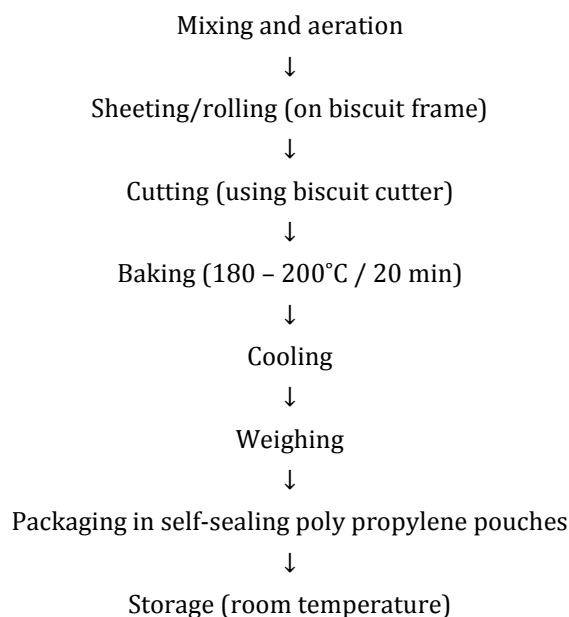 Mixing and aeration
↓
Sheeting/rolling (on biscuit frame)
↓
Cutting (using biscuit cutter)
↓
Baking (180 – 200˚C / 20 min)
↓
Cooling
↓
Weighing
↓
Packaging in self-sealing poly propylene pouches
↓
Storage (room temperature)